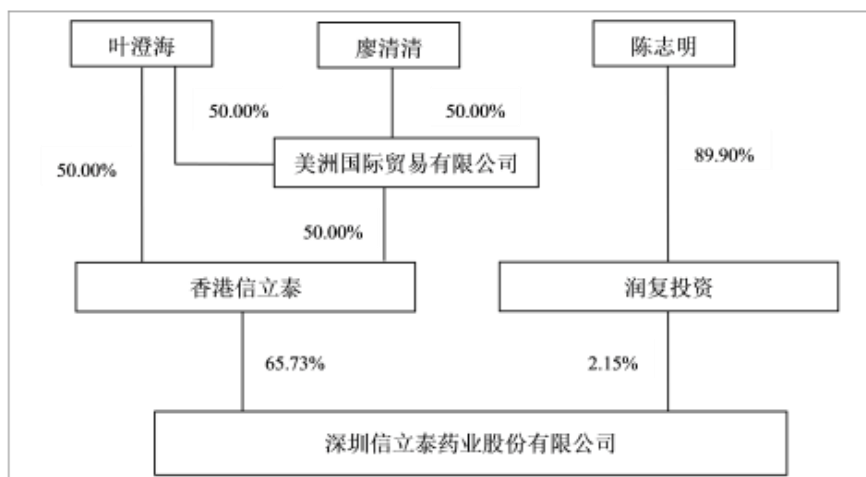 叶澄海
廖清清
陈志明
50.00%
50.00%
50.00%
89.90%
美洲国际贸易有限公司
50.00%
香港信立泰
润复投资
65.73%
2.15%
深圳信立泰药业股份有限公司